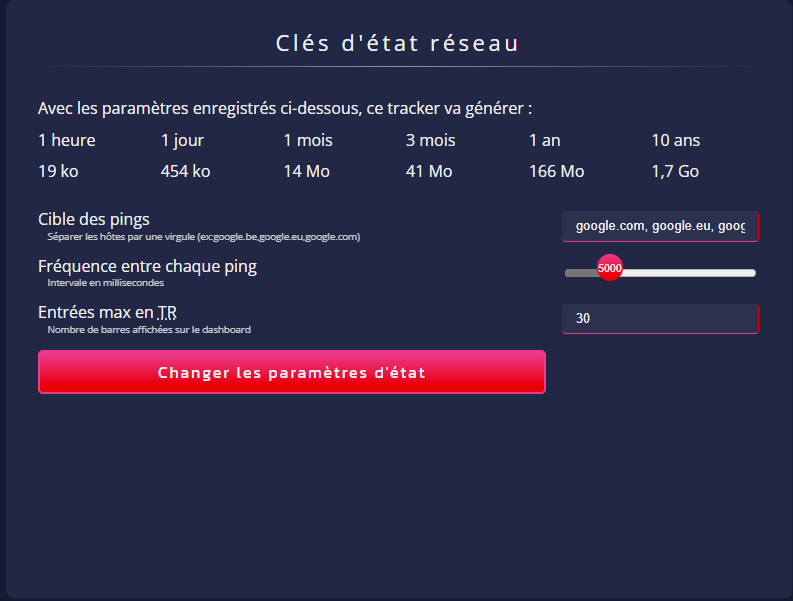 Clés d'état réseau
Avec les paramètres enregistrés ci-dessous, ce tracker va générer :
1 heure 1 jour 1 mois 3 mois 1 an 10 ans
19 ko 454 ko 14 Mo 41 Mo 166 Mo 1,7 Go
Cible des pings
Séparer les hôtes par une virgule (ex:google.be,google.eu,google.com)
google.com, google.eu, goog
Fréquence entre chaque ping
Intervale en millisecondes
5000
Entrées max en TR
Nombre de barres affichées sur le dashboard
30
Changer les paramètres d'état